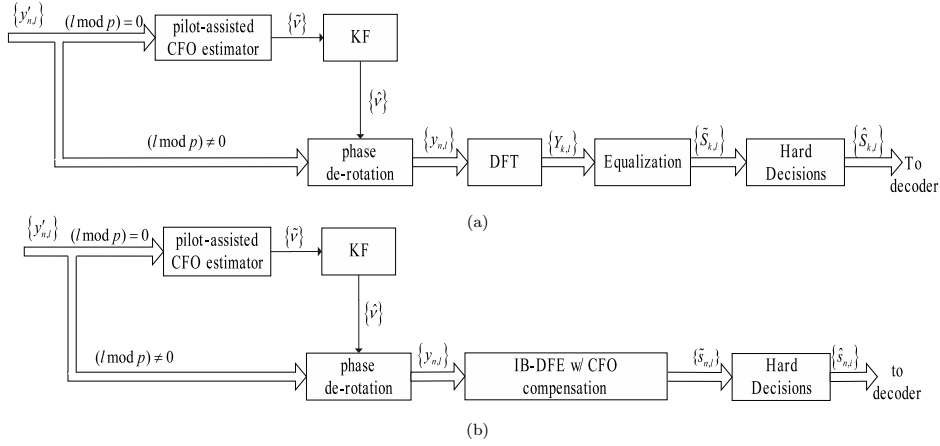 {y′n,l}
(l mod p) = 0
pilot-assisted
CFO estimator
{ν̃}
KF
{ν̂}
(l mod p) ≠ 0
phase
de-rotation
{yn,l}
DFT
{Yk,l}
Equalization
{S̃k,l}
Hard
Decisions
{Ŝk,l}
To
decoder
(a)
{y′n,l}
(l mod p) = 0
pilot-assisted
CFO estimator
{ν̃}
KF
{ν̂}
(l mod p) ≠ 0
phase
de-rotation
{yn,l}
IB-DFE w/ CFO
compensation
{s̃n,l}
Hard
Decisions
{ŝn,l}
to
decoder
(b)